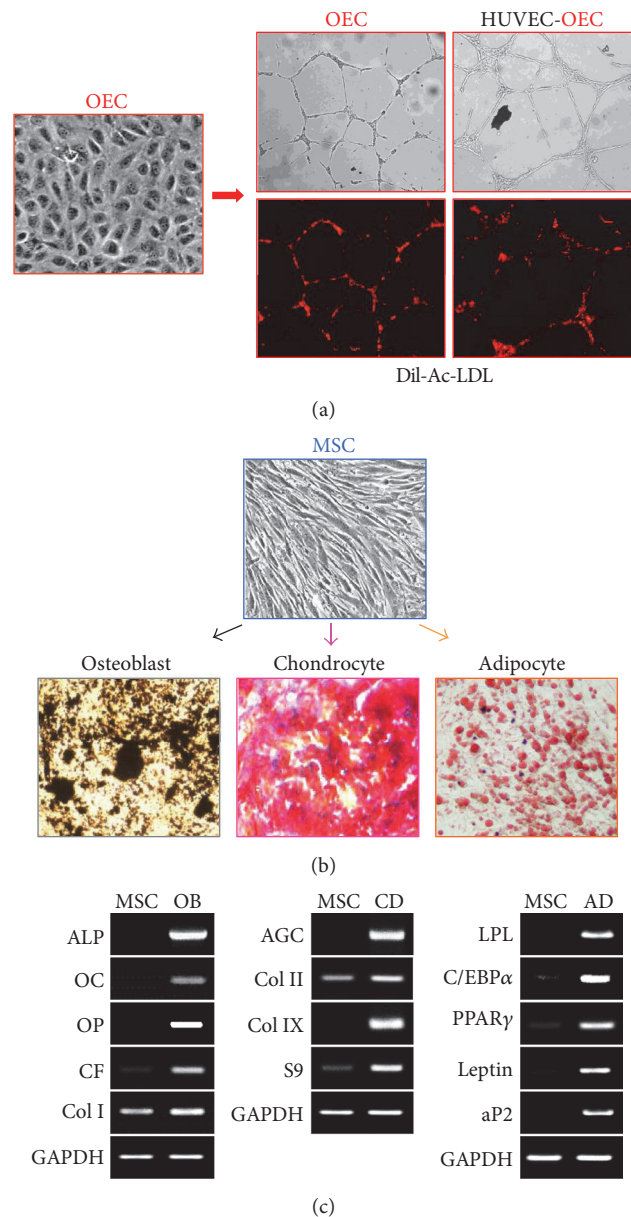 OEC
HUVEC-OEC
OEC
Dil-Ac-LDL
(a)
MSC
Osteoblast
Chondrocyte
Adipocyte
(b)
MSC OB
ALP
OC
OP
CF
Col I
GAPDH
MSC CD
AGC
Col II
Col IX
S9
GAPDH
MSC AD
LPL
C/EBPα
PPARγ
Leptin
aP2
GAPDH
(c)